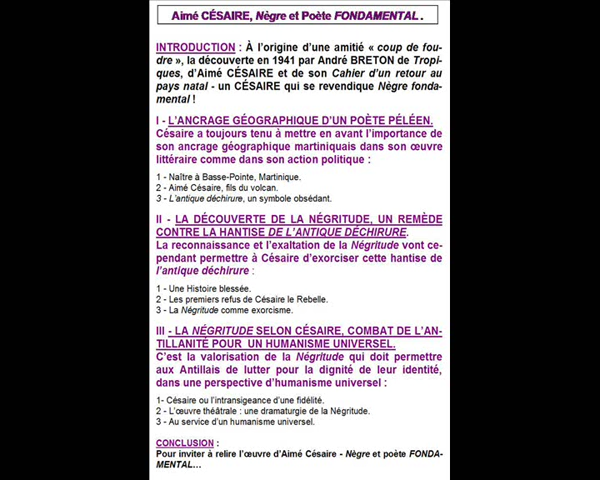 Aimé CÉSAIRE, Nègre et Poète FONDAMENTAL.
INTRODUCTION : À l'origine d'une amitié « coup de fou-
dre », la découverte en 1941 par André BRETON de Tropi-
ques, d'Aimé CÉSAIRE et de son Cahier d'un retour au
pays natal - un CÉSAIRE qui se revendique Nègre fonda-
mental !
I - L'ANCRAGE GÉOGRAPHIQUE D'UN POÈTE PÉLÉEN.
Césaire a toujours tenu à mettre en avant l'importance de
son ancrage géographique martiniquais dans son œuvre
littéraire comme dans son action politique :
1 - Naître à Basse-Pointe, Martinique.
2 - Aimé Césaire, fils du volcan.
3 - L'antique déchirure, un symbole obsédant.
II - LA DÉCOUVERTE DE LA NÉGRITUDE, UN REMÈDE
CONTRE LA HANTISE DE L'ANTIQUE DÉCHIRURE.
La reconnaissance et l'exaltation de la Négritude vont ce-
pendant permettre à Césaire d'exorciser cette hantise de
l'antique déchirure :
1 - Une Histoire blessée.
2 - Les premiers refus de Césaire le Rebelle.
3 - La Négritude comme exorcisme.
III - LA NÉGRITUDE SELON CÉSAIRE, COMBAT DE L'AN-
TILLANITÉ POUR UN HUMANISME UNIVERSEL.
C'est la valorisation de la Négritude qui doit permettre
aux Antillais de lutter pour la dignité de leur identité,
dans une perspective d'humanisme universel :
1- Césaire ou l'intransigeance d'une fidélité.
2 - L'œuvre théâtrale : une dramaturgie de la Négritude.
3 - Au service d'un humanisme universel.
CONCLUSION :
Pour inviter à relire l'œuvre d'Aimé Césaire - Nègre et poète FONDA-
MENTAL...